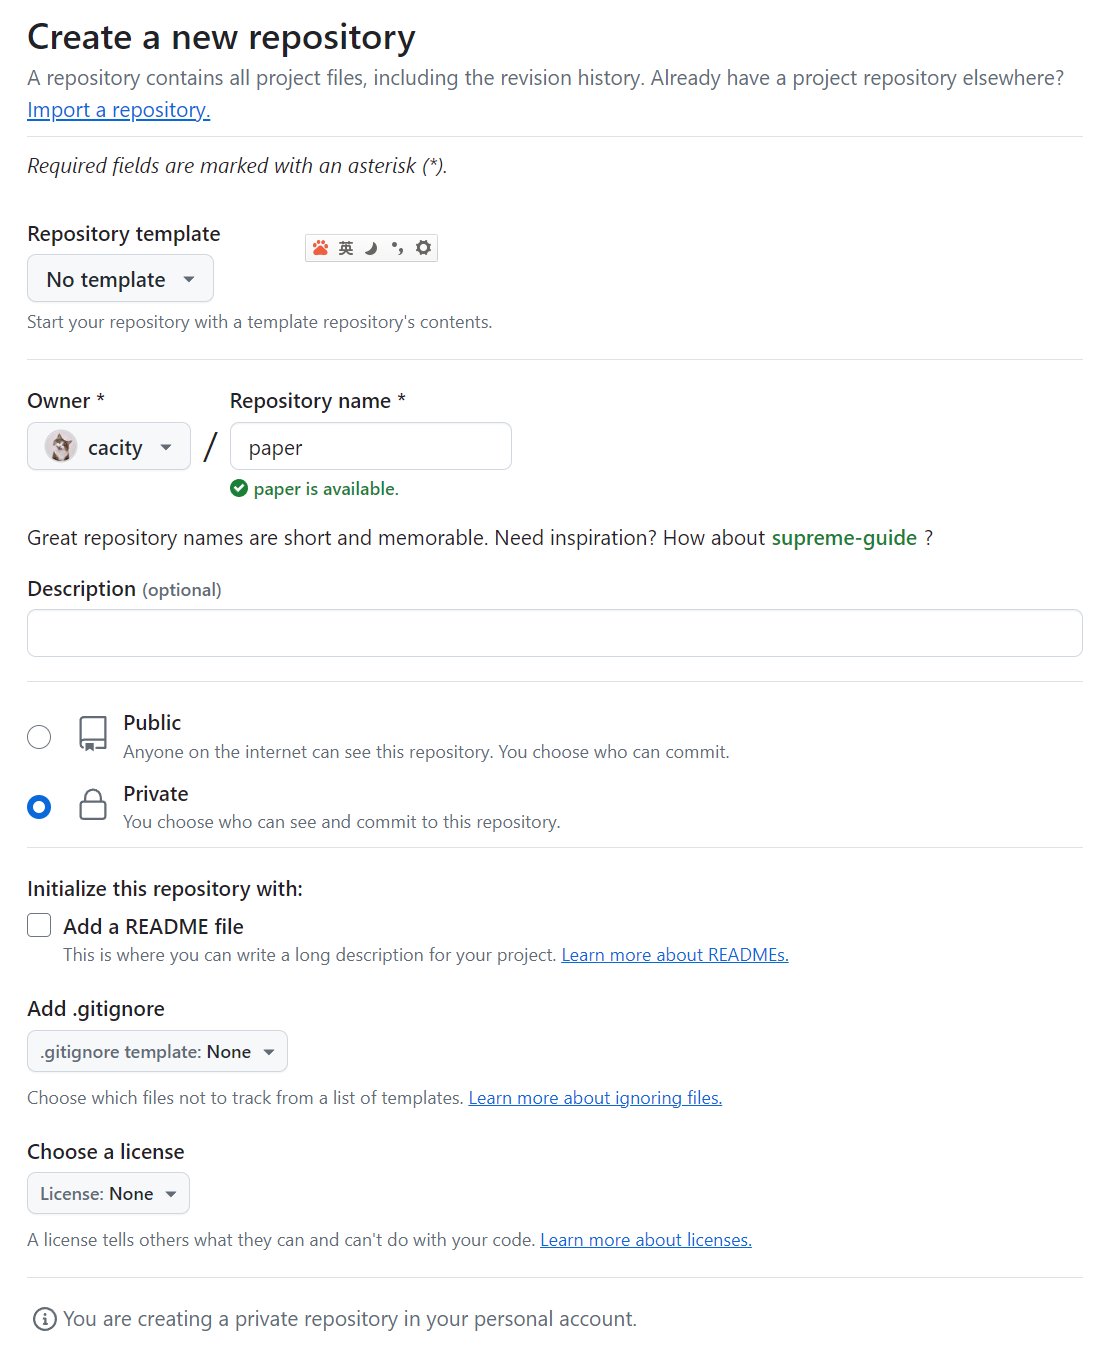 Create a new repository
A repository contains all project files, including the revision history. Already have a project repository elsewhere?
Import a repository.
Required fields are marked with an asterisk (*).
Repository template
英
No template
Start your repository with a template repository's contents.
Owner *
Repository name *
cacity
/
paper
paper is available.
Great repository names are short and memorable. Need inspiration? How about supreme-guide ?
Description (optional)
Public
Anyone on the internet can see this repository. You choose who can commit.
Private
You choose who can see and commit to this repository.
Initialize this repository with:
Add a README file
This is where you can write a long description for your project. Learn more about READMEs.
Add .gitignore
.gitignore template: None
Choose which files not to track from a list of templates. Learn more about ignoring files.
Choose a license
License: None
A license tells others what they can and can't do with your code. Learn more about licenses.
You are creating a private repository in your personal account.